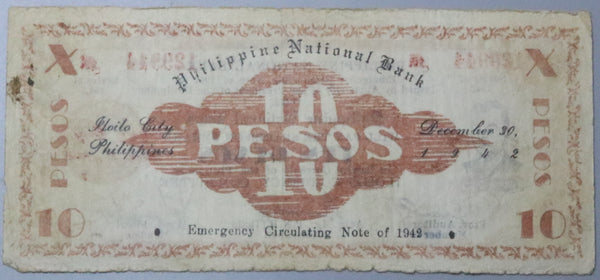 X X
Philippine National Bank
10
Iloilo City
Philippines
PESOS
December 30,
1942
10
PESOS PESOS
10 10
Emergency Circulating Note of 1942